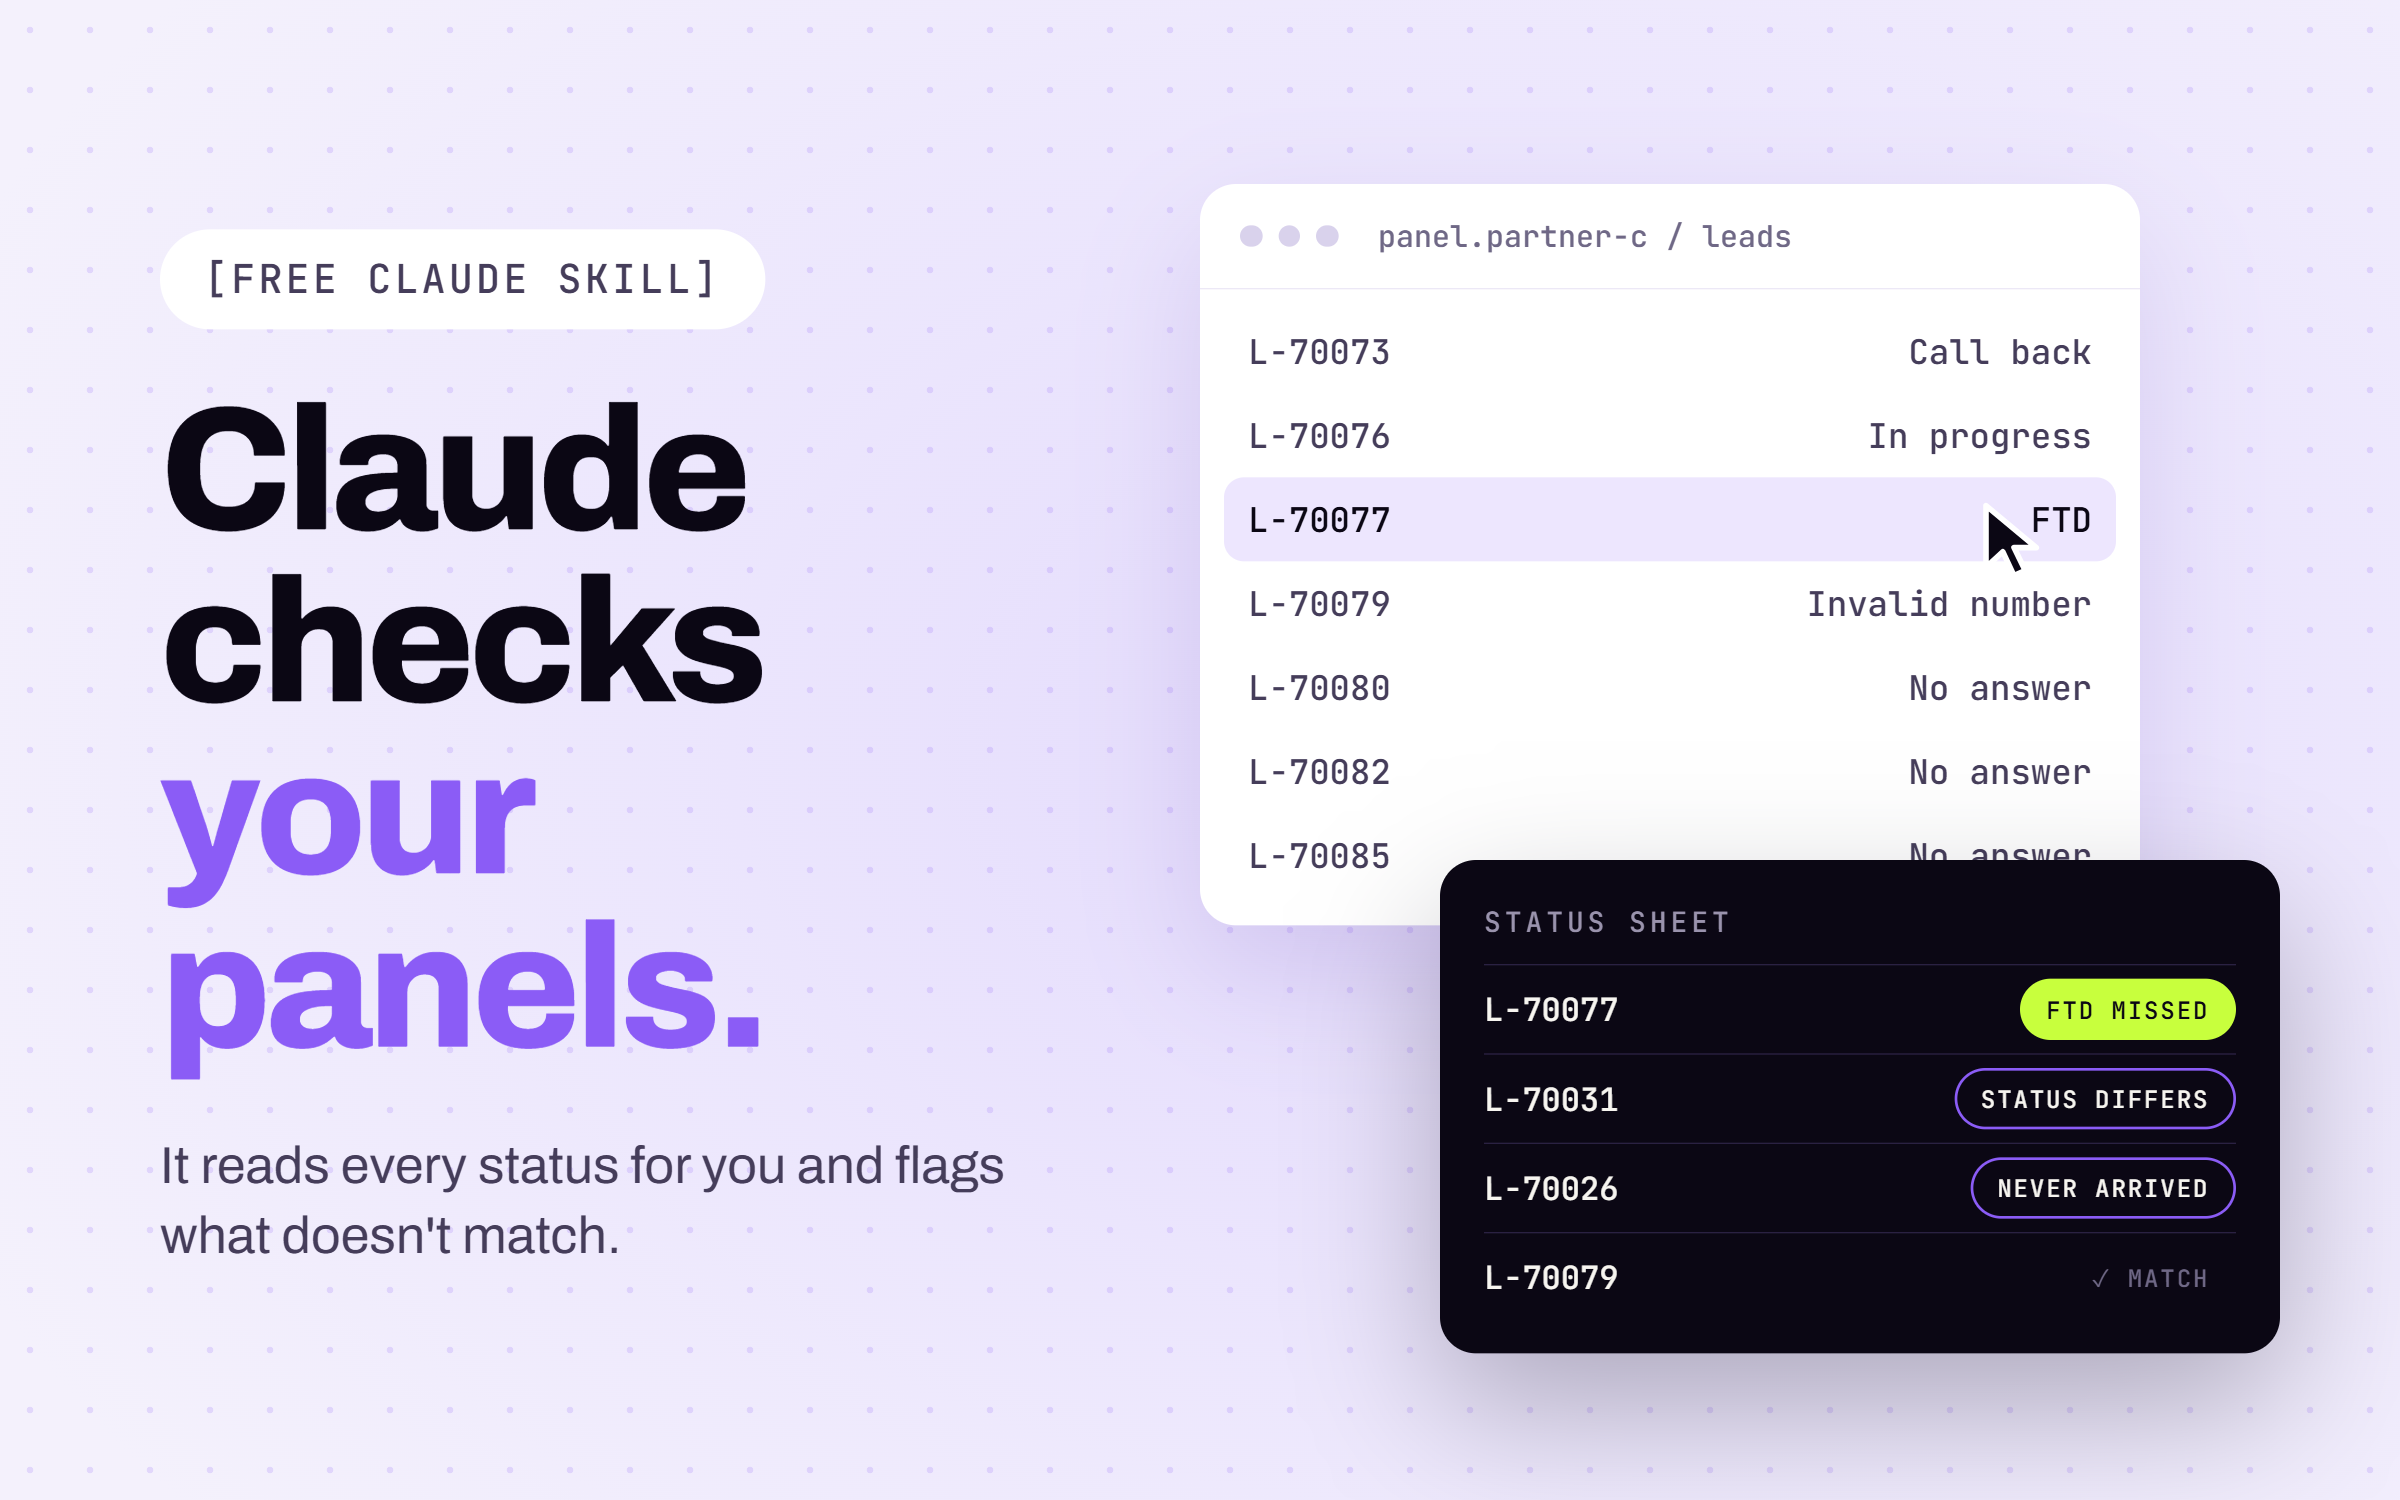 [FREE CLAUDE SKILL]
Claude
checks
your
panels.
It reads every status for you and flags
what doesn't match.
panel.partner-c / leads
L-70073 Call back
L-70076 In progress
L-70077 FTD
L-70079 Invalid number
L-70080 No answer
L-70082 No answer
L-70085 No answer
STATUS SHEET
L-70077 FTD MISSED
L-70031 STATUS DIFFERS
L-70026 NEVER ARRIVED
L-70079 ✓ MATCH